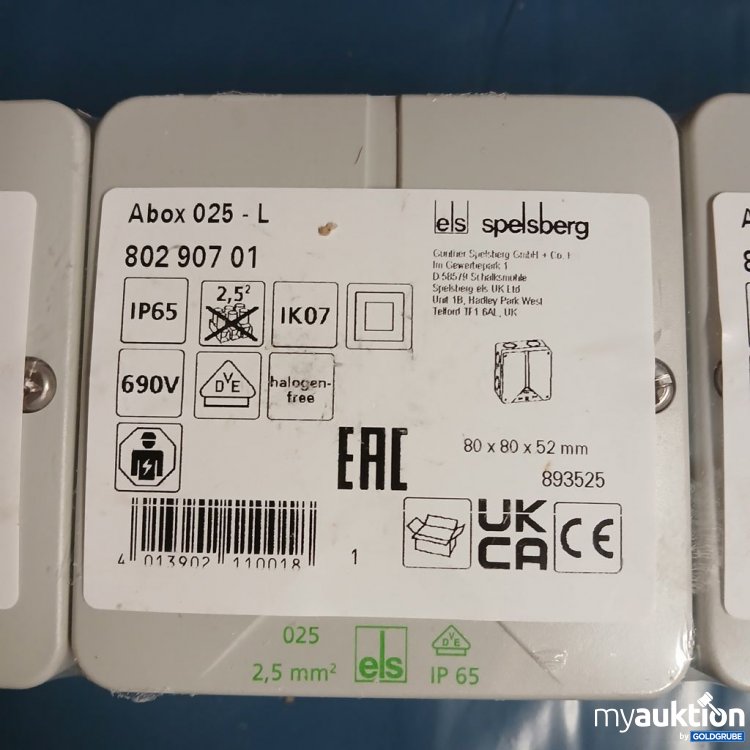 Abox 025 - L
802 907 01
els spelsberg
Günther Spelsberg GmbH + Co.
Im Gewerbepark 1
D 58579 Schalksmühle
Spelsberg els UK Ltd
Unit 1B, Hadley Park West
Telford TF1 6AL, UK
IP65
2,5²
IK07
690V
DVE
halogen-
free
EAC
80 x 80 x 52 mm
893525
4 013902 110018
1
UK
CA
CE
025
2,5 mm²
els
DVE
IP 65
A
8
myauktion
by GOLDGRUBE